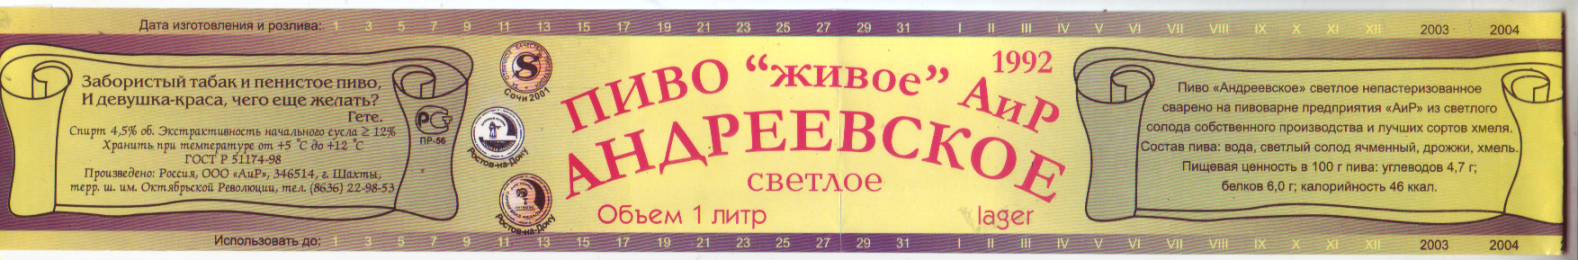 Дата изготовления и розлива: 1 3 5 7 9 11 13 15 17 19 21 23 25 27 29 31 I II III IV V VI VII VIII IX X XI XII 2003 2004
Забористый табак и пенистое пиво,
И девушка-краса, чего еще желать?
Гете.
Спирт 4,5% об. Экстрактивность начального сусла ≥ 12%
Хранить при температуре от +5 °С до +12 °С
ГОСТ Р 51174-98
Произведено: Россия, ООО «АиР», 346514, г. Шахты,
терр. ш. им. Октябрьской Революции, тел. (8636) 22-98-53
РСТ
ПР-56
S
Сочи 2001
Ростов-на-Дону
Ростов-на-Дону
ПИВО “живое” АиР
1992
АНДРЕЕВСКОЕ
светлое
Объем 1 литр
lager
Пиво «Андреевское» светлое непастеризованное
сварено на пивоварне предприятия «АиР» из светлого
солода собственного производства и лучших сортов хмеля.
Состав пива: вода, светлый солод ячменный, дрожжи, хмель.
Пищевая ценность в 100 г пива: углеводов 4,7 г;
белков 6,0 г; калорийность 46 ккал.
Использовать до: 1 3 5 7 9 11 13 15 17 19 21 23 25 27 29 31 I II III IV V VI VII VIII IX X XI XII 2003 2004